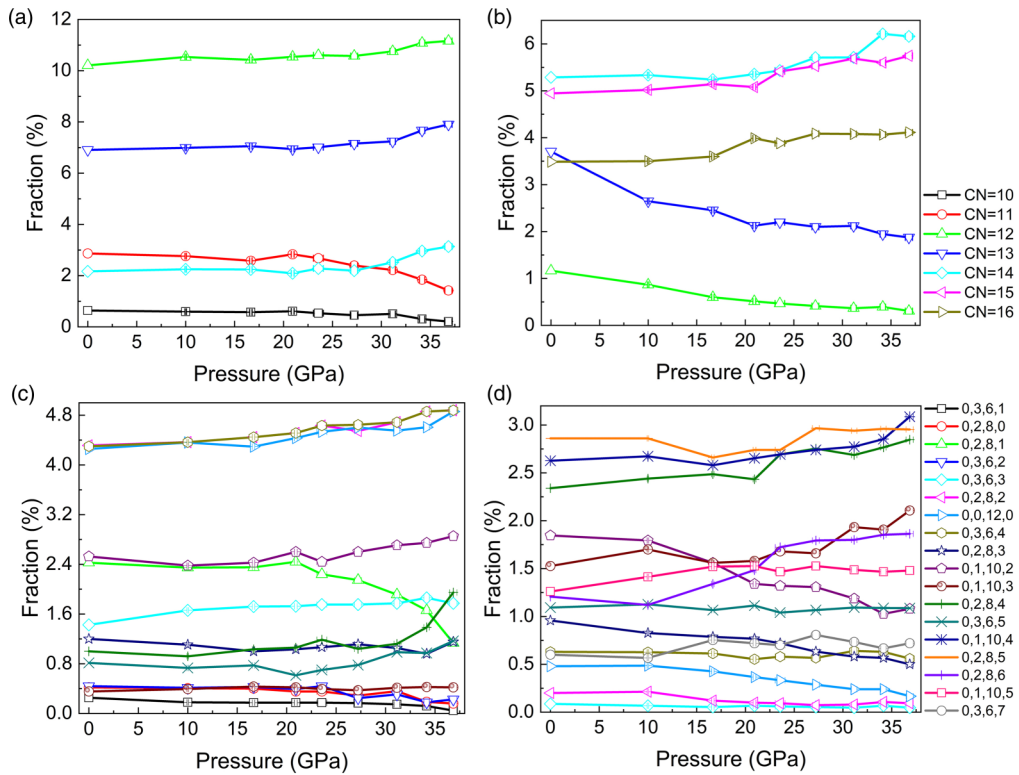 (a)
12
10
8
6
4
2
0
Fraction (%)
0 5 10 15 20 25 30 35
Pressure (GPa)
(b)
6
5
4
3
2
1
0
Fraction (%)
0 5 10 15 20 25 30 35
Pressure (GPa)
CN=10
CN=11
CN=12
CN=13
CN=14
CN=15
CN=16
(c)
4.8
4.0
3.2
2.4
1.6
0.8
0.0
Fraction (%)
0 5 10 15 20 25 30 35
Pressure (GPa)
(d)
3.0
2.5
2.0
1.5
1.0
0.5
0.0
Fraction (%)
0 5 10 15 20 25 30 35
Pressure (GPa)
0,3,6,1
0,2,8,0
0,2,8,1
0,3,6,2
0,3,6,3
0,2,8,2
0,0,12,0
0,3,6,4
0,2,8,3
0,1,10,2
0,1,10,3
0,2,8,4
0,3,6,5
0,1,10,4
0,2,8,5
0,2,8,6
0,1,10,5
0,3,6,7